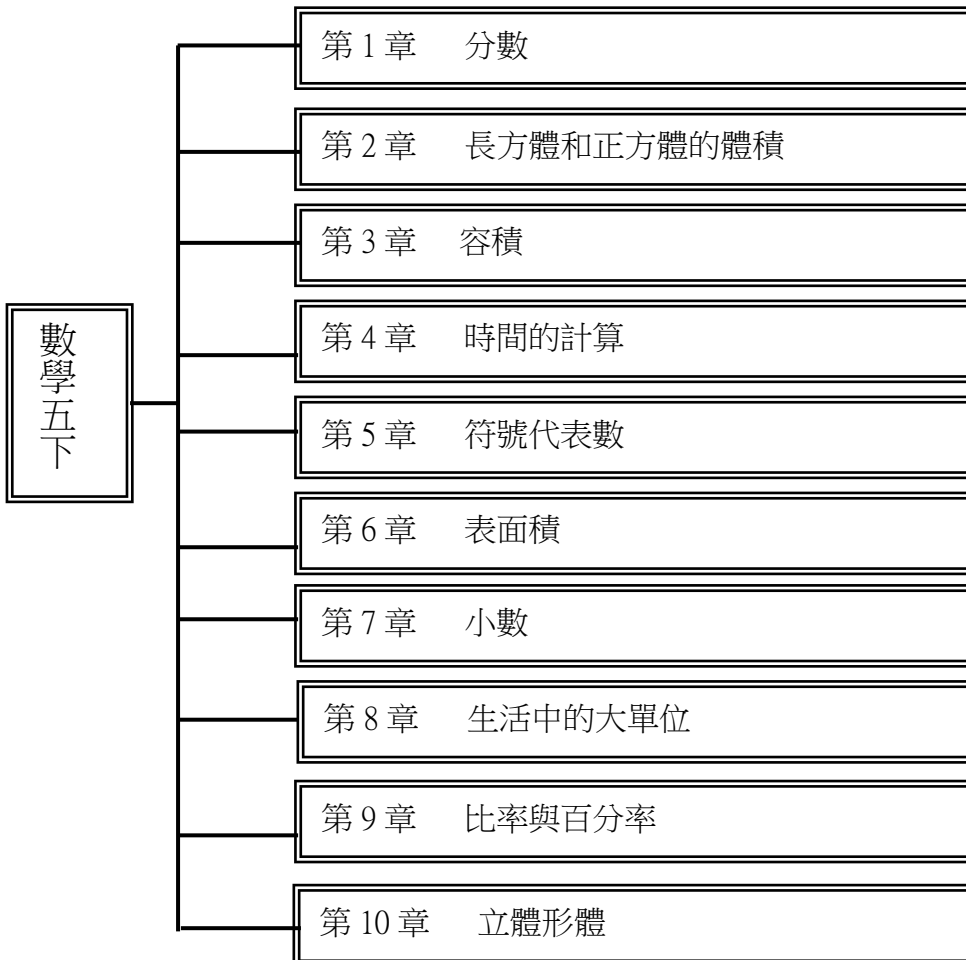 數學五下
第 1 章 分數
第 2 章 長方體和正方體的體積
第 3 章 容積
第 4 章 時間的計算
第 5 章 符號代表數
第 6 章 表面積
第 7 章 小數
第 8 章 生活中的大單位
第 9 章 比率與百分率
第 10 章 立體形體